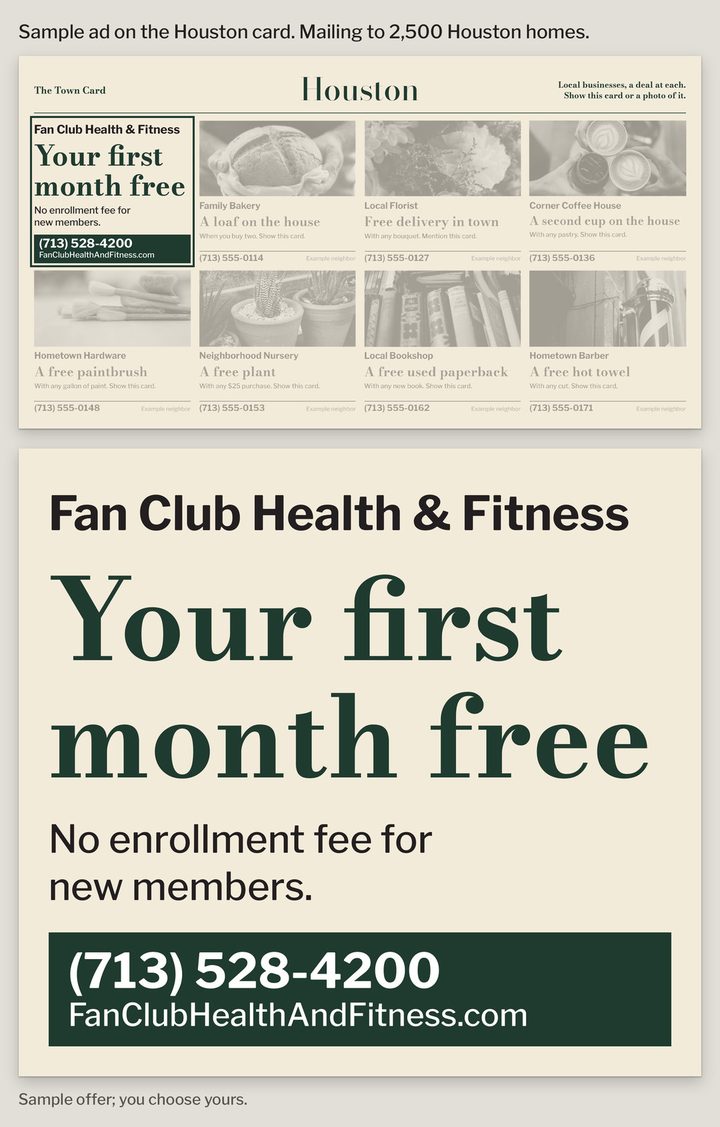 Sample ad on the Houston card. Mailing to 2,500 Houston homes.
The Town Card
Houston
Local businesses, a deal at each.
Show this card or a photo of it.
Fan Club Health & Fitness
Your first
month free
No enrollment fee for
new members.
(713) 528-4200
FanClubHealthAndFitness.com
Family Bakery
A loaf on the house
When you buy two. Show this card.
(713) 555-0114
Example neighbor
Local Florist
Free delivery in town
With any bouquet. Mention this card.
(713) 555-0127
Example neighbor
Corner Coffee House
A second cup on the house
With any pastry. Show this card.
(713) 555-0136
Example neighbor
Hometown Hardware
A free paintbrush
With any gallon of paint. Show this card.
(713) 555-0148
Example neighbor
Neighborhood Nursery
A free plant
With any $25 purchase. Show this card.
(713) 555-0153
Example neighbor
Local Bookshop
A free used paperback
With any new book. Show this card.
(713) 555-0162
Example neighbor
Hometown Barber
A free hot towel
With any cut. Show this card.
(713) 555-0171
Example neighbor
Fan Club Health & Fitness
Your first
month free
No enrollment fee for
new members.
(713) 528-4200
FanClubHealthAndFitness.com
Sample offer; you choose yours.